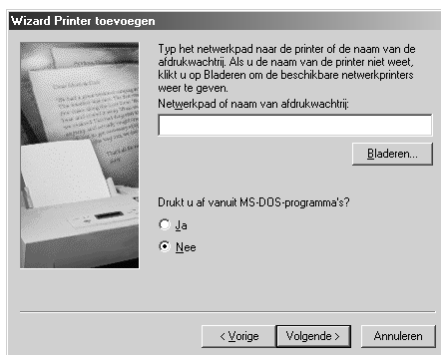 Wizard Printer toevoegen
Typ het netwerkpad naar de printer of de naam van de
afdrukwachtrij. Als u de naam van de printer niet weet,
klikt u op Bladeren om de beschikbare netwerkprinters
weer te geven.
Netwerkpad of naam van afdrukwachtrij:
Bladeren...
Drukt u af vanuit MS-DOS-programma's?
Ja
Nee
< Vorige
Volgende >
Annuleren